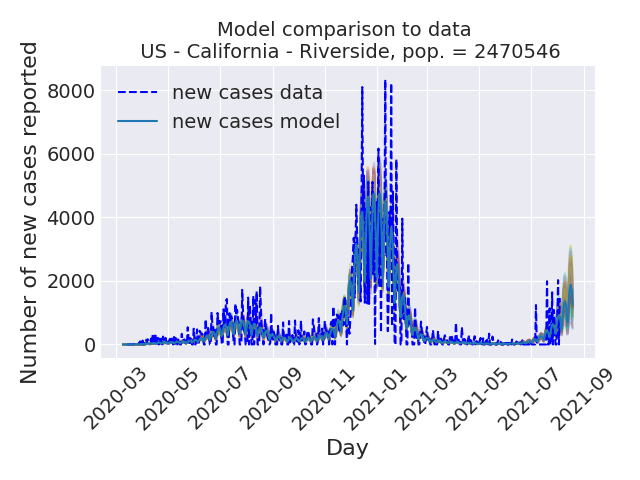 Model comparison to data
US - California - Riverside, pop. = 2470546
Number of new cases reported
8000
6000
4000
2000
0
new cases data
new cases model
2020-03
2020-05
2020-07
2020-09
2020-11
2021-01
2021-03
2021-05
2021-07
2021-09
Day